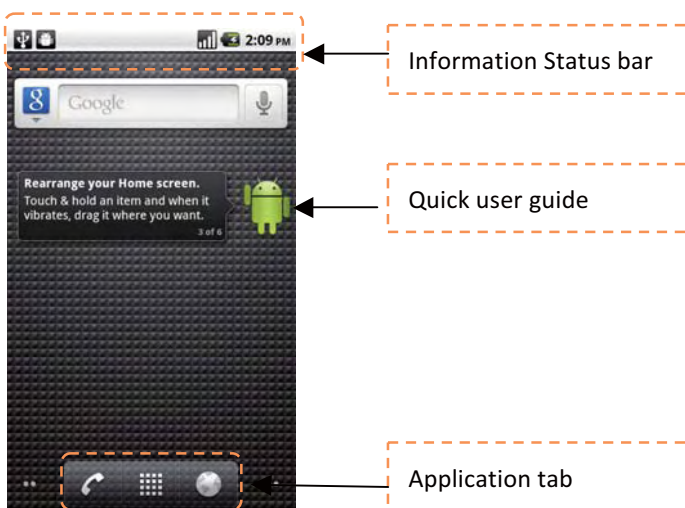 2:09 PM
Information Status bar
Google
Rearrange your Home screen.
Touch & hold an item and when it
vibrates, drag it where you want.
3 of 6
Quick user guide
Application tab